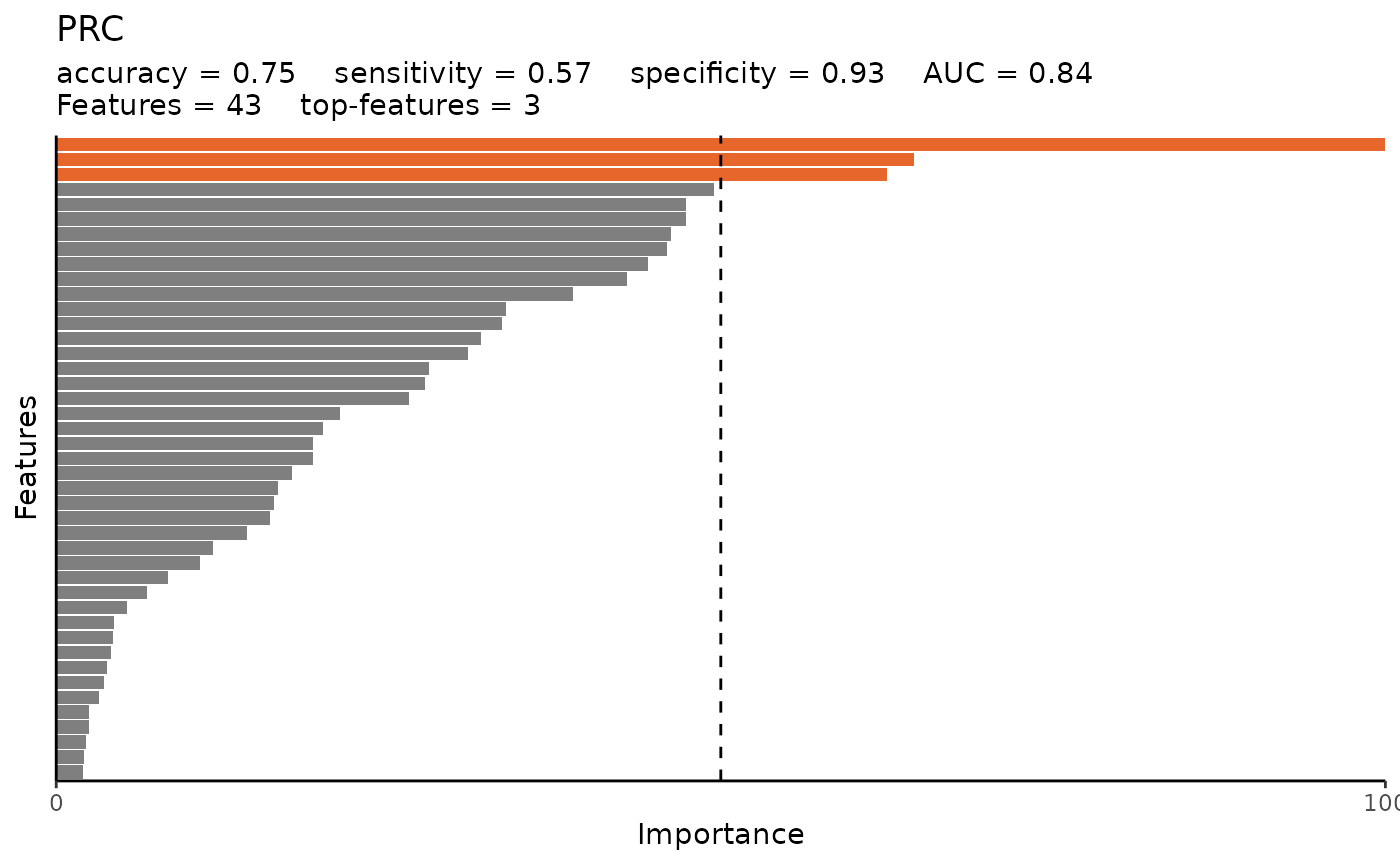 PRC
accuracy = 0.75    sensitivity = 0.57    specificity = 0.93    AUC = 0.84
Features = 43    top-features = 3
Features
0
100
Importance